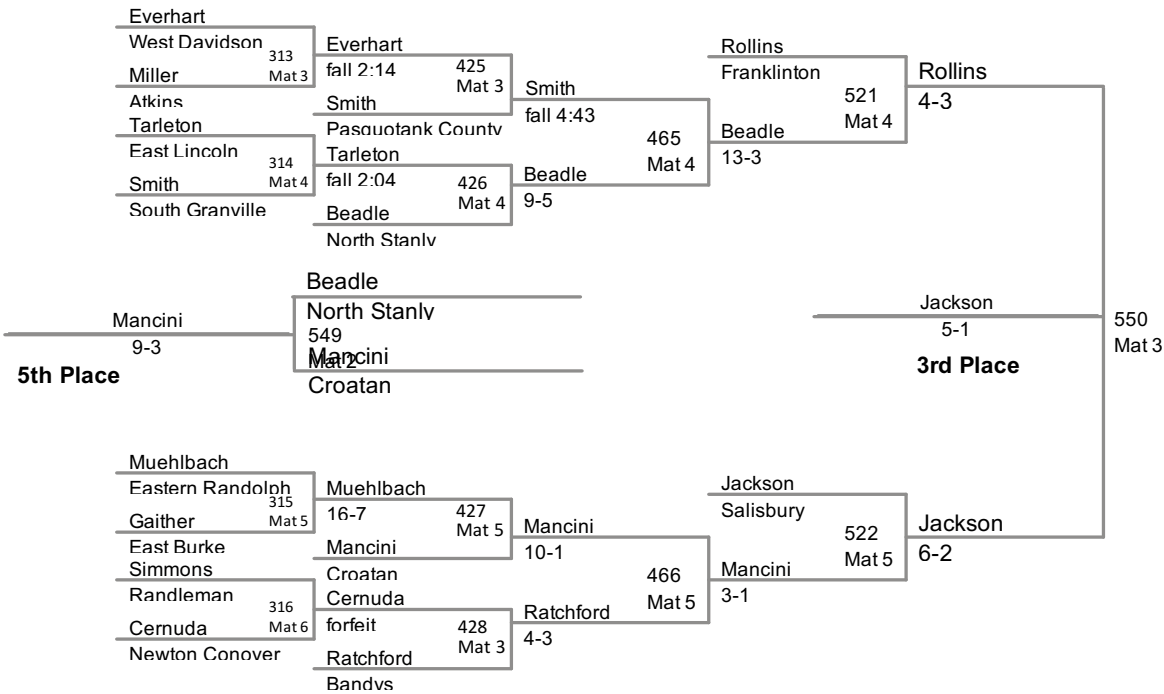 Everhart
West Davidson
313
Mat 3
Miller
Atkins
Everhart
fall 2:14
425
Mat 3
Smith
Pasquotank County
Tarleton
East Lincoln
314
Mat 4
Smith
South Granville
Tarleton
fall 2:04
426
Mat 4
Beadle
North Stanly
Smith
fall 4:43
465
Mat 4
Beadle
9-5
Rollins
Franklinton
521
Mat 4
Beadle
13-3
Rollins
4-3
Beadle
North Stanly
549
Mat 2
Mancini
Croatan
Mancini
9-3
5th Place
Jackson
5-1
3rd Place
550
Mat 3
Muehlbach
Eastern Randolph
315
Mat 5
Gaither
East Burke
Muehlbach
16-7
427
Mat 5
Mancini
Croatan
Simmons
Randleman
316
Mat 6
Cernuda
Newton Conover
Cernuda
forfeit
428
Mat 3
Ratchford
Bandys
Mancini
10-1
466
Mat 5
Ratchford
4-3
Jackson
Salisbury
522
Mat 5
Mancini
3-1
Jackson
6-2